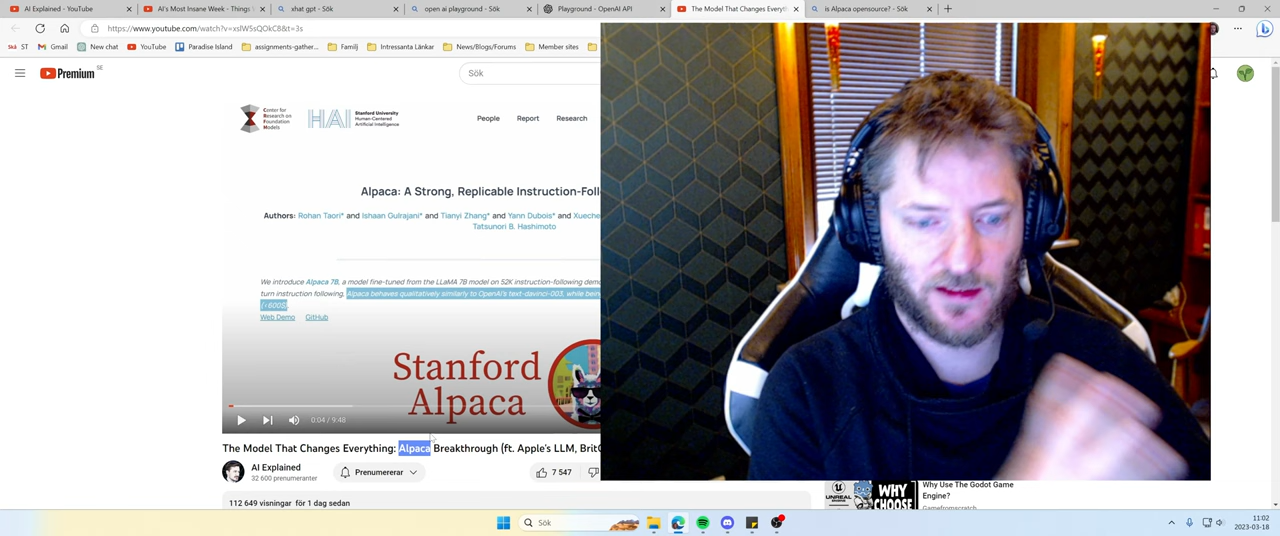 AI Explained - YouTube
AI's Most Insane Week - Things
xhat gpt - Sök
open ai playground - Sök
Playground - OpenAI API
The Model That Changes Everyth
is Alpaca opensource? - Sök
https://www.youtube.com/watch?v=xslW5sQOkC8&t=3s
ST
Gmail
New chat
YouTube
Paradise Island
assignments-gather...
Familj
Intressanta Länkar
News/Blogs/Forums
Member sites
Premium
SE
Sök
Center for
Research on
Foundation
Models
HAI
Stanford University
Human-Centered
Artificial Intelligence
People Report Research
Alpaca: A Strong, Replicable Instruction-Foll
Authors: Rohan Taori* and Ishaan Gulrajani* and Tianyi Zhang* and Yann Dubois* and Xueche
Tatsunori B. Hashimoto
We introduce Alpaca 7B, a model fine-tuned from the LLaMA 7B model on 52K instruction-following demo
turn instruction following, Alpaca behaves qualitatively similarly to OpenAI's text-davinci-003, while bein
(<600$)
Web Demo GitHub
Stanford
Alpaca
0:04 / 9:48
The Model That Changes Everything: Alpaca Breakthrough (ft. Apple's LLM, BritG
AI Explained
32 600 prenumeranter
Prenumererar
7 547
112 649 visningar för 1 dag sedan
WHY
CHOOSE
UNREAL
Why Use The Godot Game
Engine?
Gamefromscratch
Sök
11:02
2023-03-18